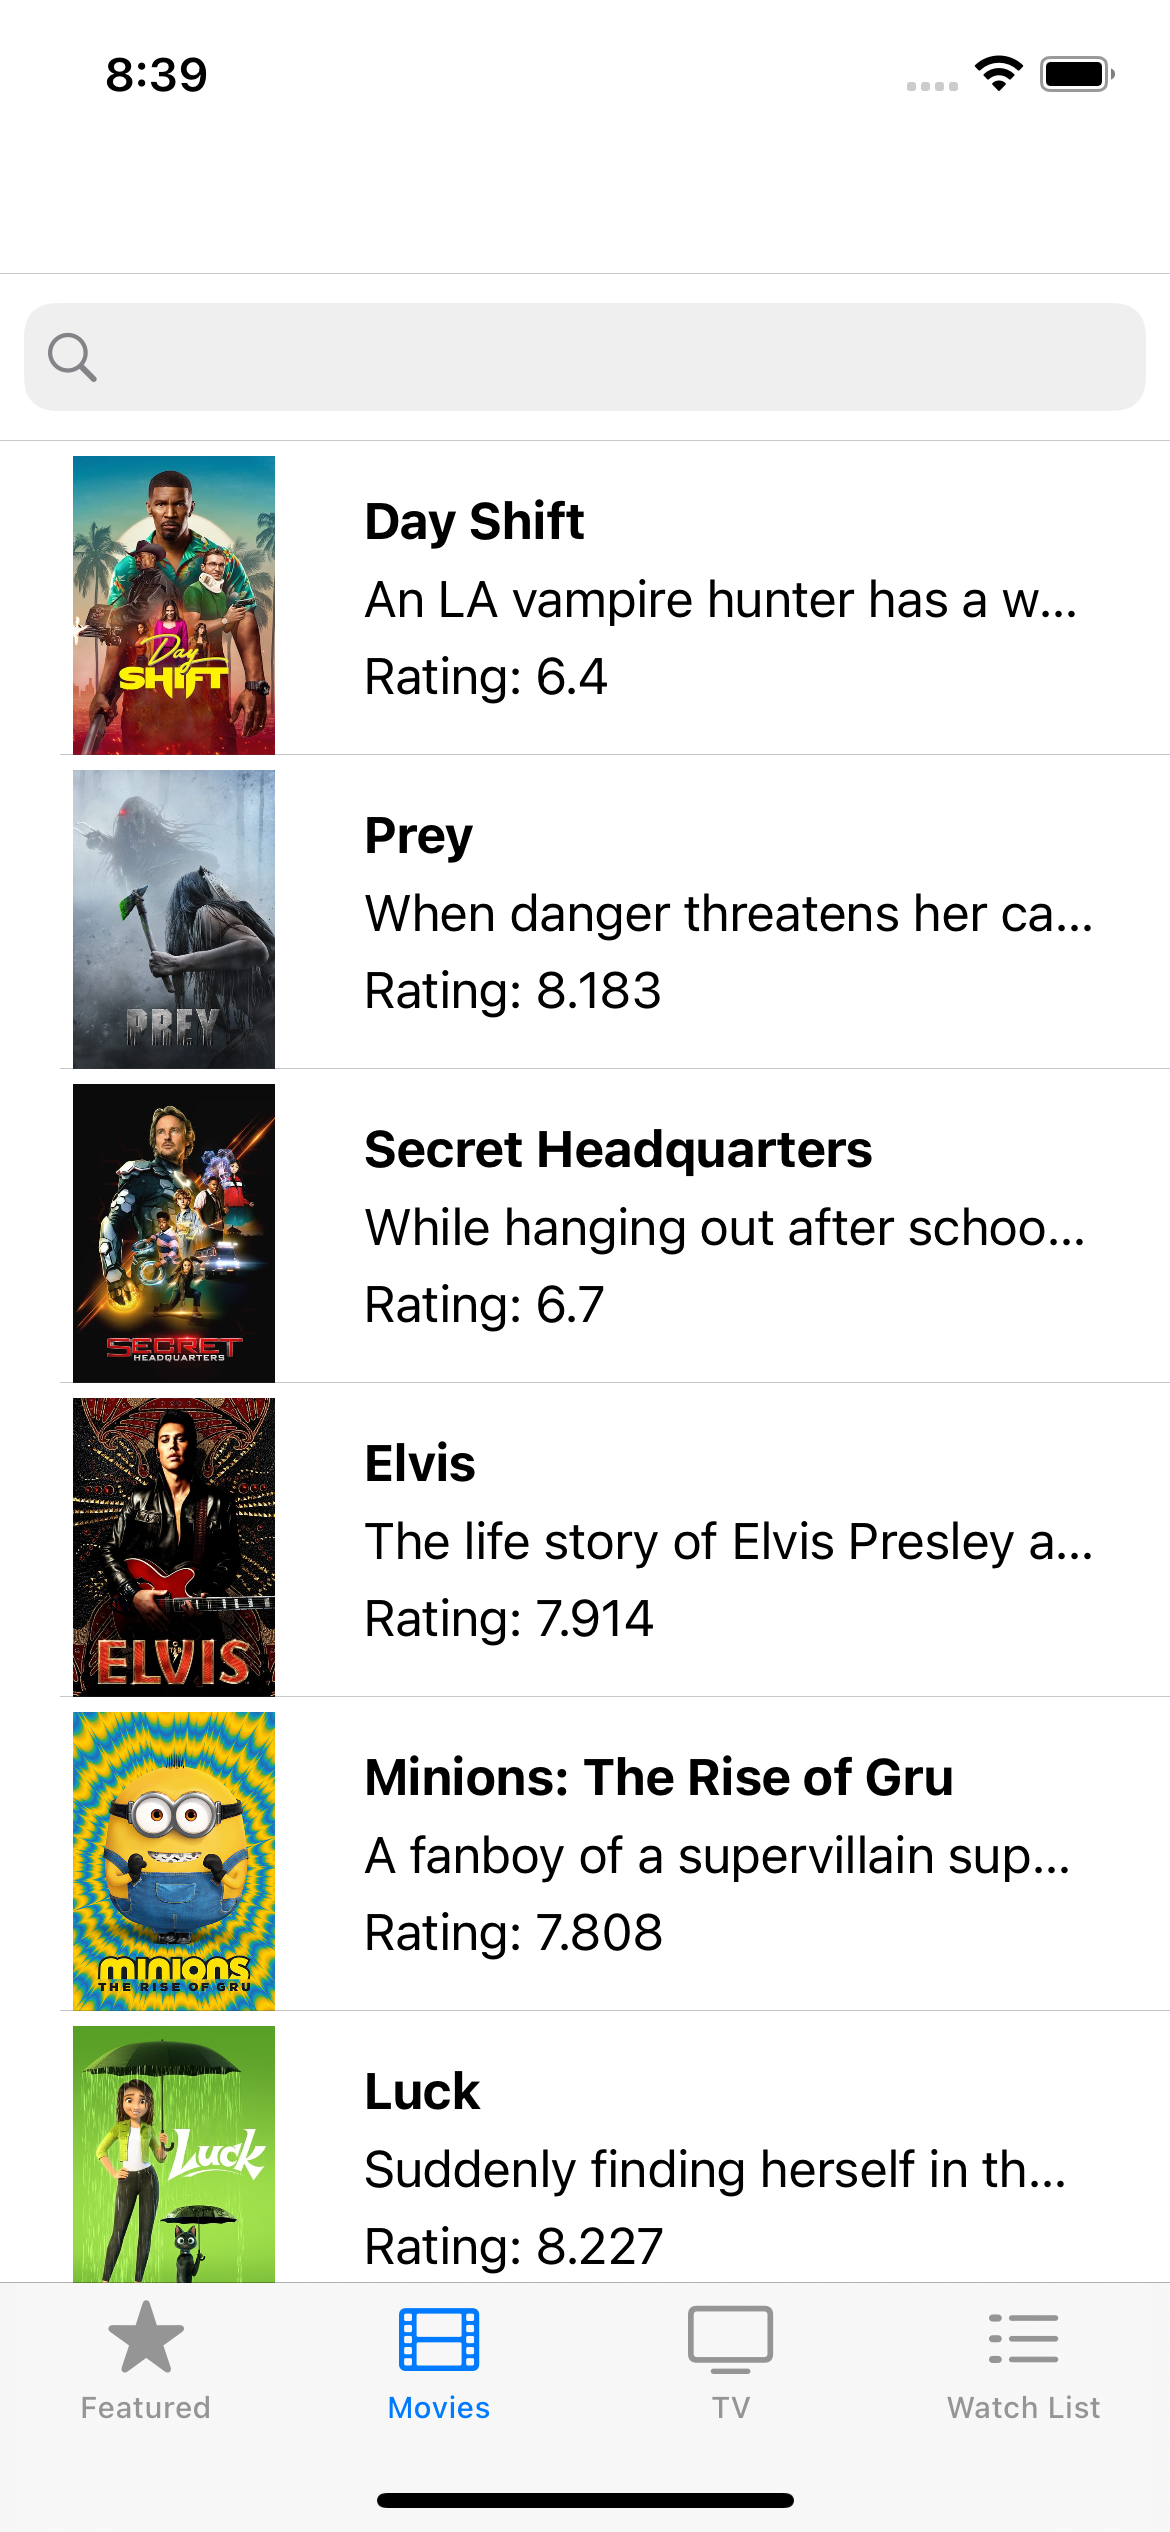 8:39
Day Shift
An LA vampire hunter has a w...
Rating: 6.4
Day
SHIFT
Prey
When danger threatens her ca...
Rating: 8.183
PREY
Secret Headquarters
While hanging out after schoo...
Rating: 6.7
SECRET
HEADQUARTERS
Elvis
The life story of Elvis Presley a...
Rating: 7.914
ELVIS
Minions: The Rise of Gru
A fanboy of a supervillain sup...
Rating: 7.808
minions
THE RISE OF GRU
Luck
Suddenly finding herself in th...
Rating: 8.227
Luck
Featured
Movies
TV
Watch List